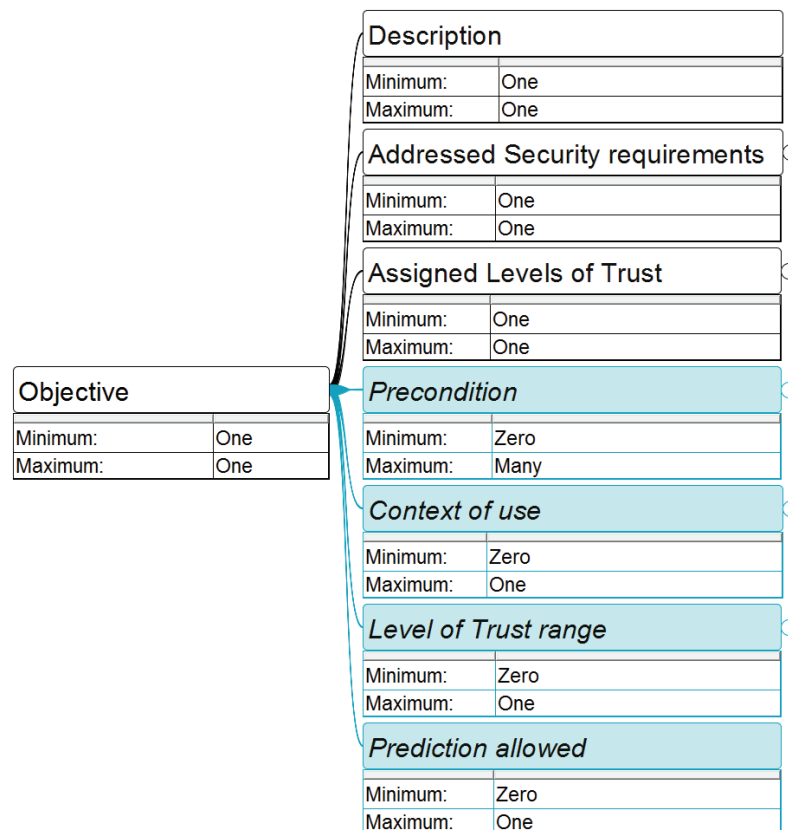 Description
Minimum: One
Maximum: One
Addressed Security requirements
Minimum: One
Maximum: One
Assigned Levels of Trust
Minimum: One
Maximum: One
Objective
Minimum: One
Maximum: One
Precondition
Minimum: Zero
Maximum: Many
Context of use
Minimum: Zero
Maximum: One
Level of Trust range
Minimum: Zero
Maximum: One
Prediction allowed
Minimum: Zero
Maximum: One